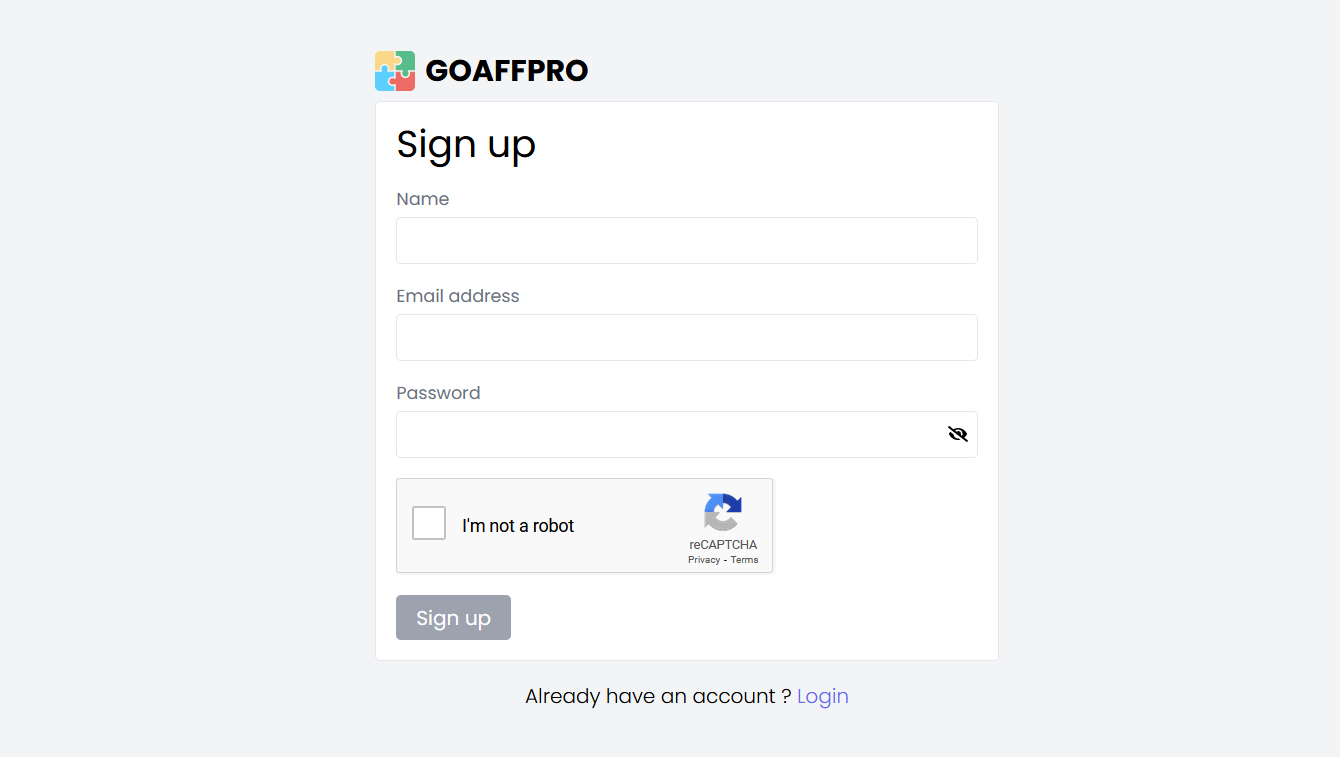 GOAFFPRO
Sign up
Name
Email address
Password
I'm not a robot
reCAPTCHA
Privacy - Terms
Sign up
Already have an account ? Login